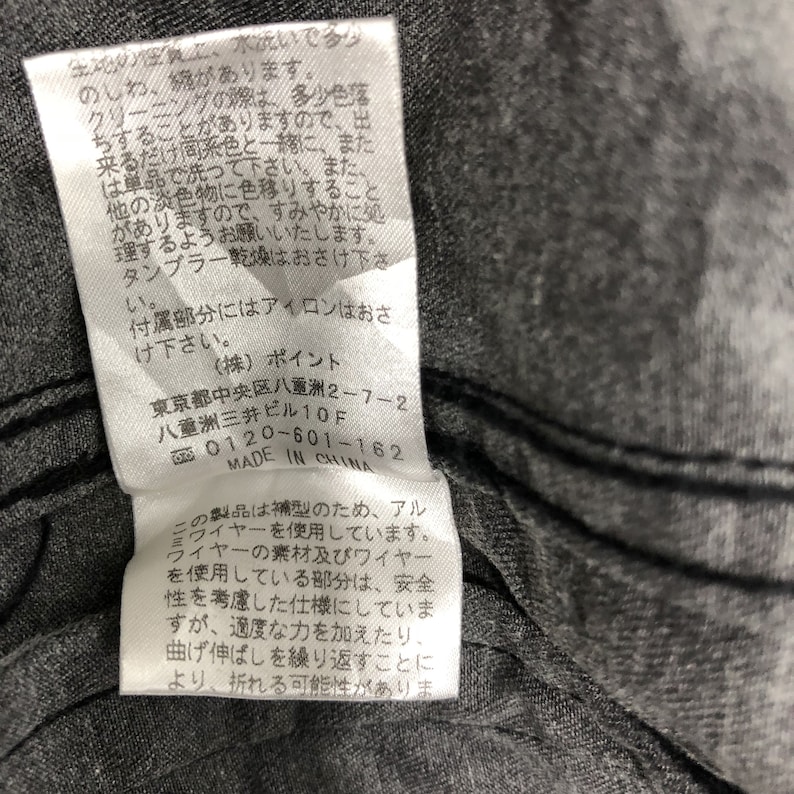 生地の性質上、水洗いで多少
のしわ、縮があります。
クリーニングの際は、多少色落
ちすることがありますので、出
来るだけ同系色と一緒に、また
は単品で洗って下さい。また、
他の淡色物に色移りすること
がありますので、すみやかに処
理するようお願いいたします。
タンブラー乾燥はおさけ下さ
い。
付属部分にはアイロンはおさ
け下さい。
(株)ポイント
東京都中央区八重洲2-7-2
八重洲三井ビル10F
0120-601-162
MADE IN CHINA
この製品は補型のため、アル
ミワイヤーを使用しています。
ワイヤーの素材及びワイヤー
を使用している部分は、安全
性を考慮した仕様にしていま
すが、適度な力を加えたり、
曲げ伸ばしを繰り返すことに
より、折れる可能性がありま